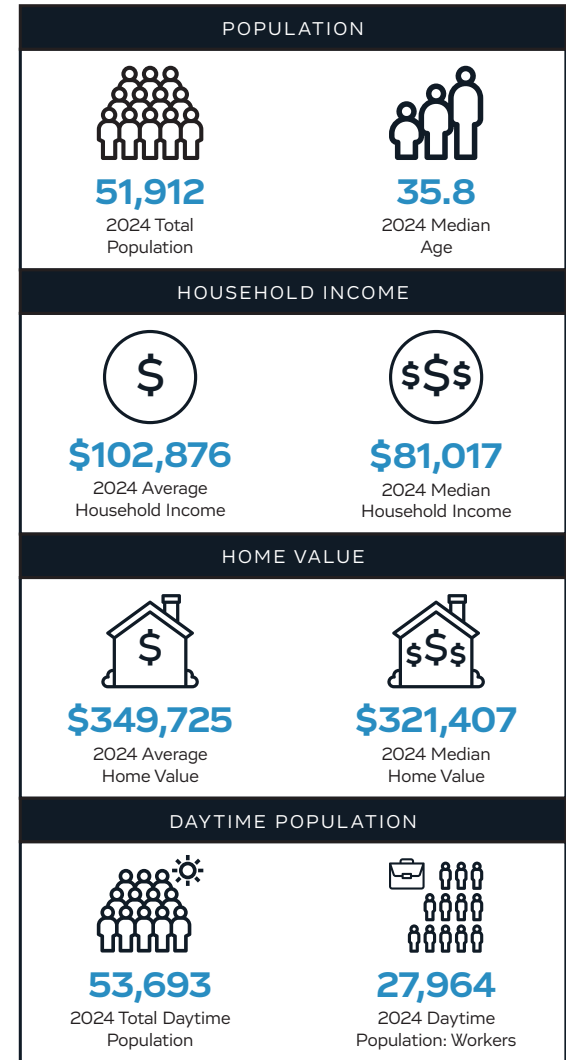 POPULATION
51,912
2024 Total
Population
35.8
2024 Median
Age
HOUSEHOLD INCOME
$
$102,876
2024 Average
Household Income
$$$
$81,017
2024 Median
Household Income
HOME VALUE
$
$349,725
2024 Average
Home Value
$$$
$321,407
2024 Median
Home Value
DAYTIME POPULATION
53,693
2024 Total Daytime
Population
27,964
2024 Daytime
Population: Workers